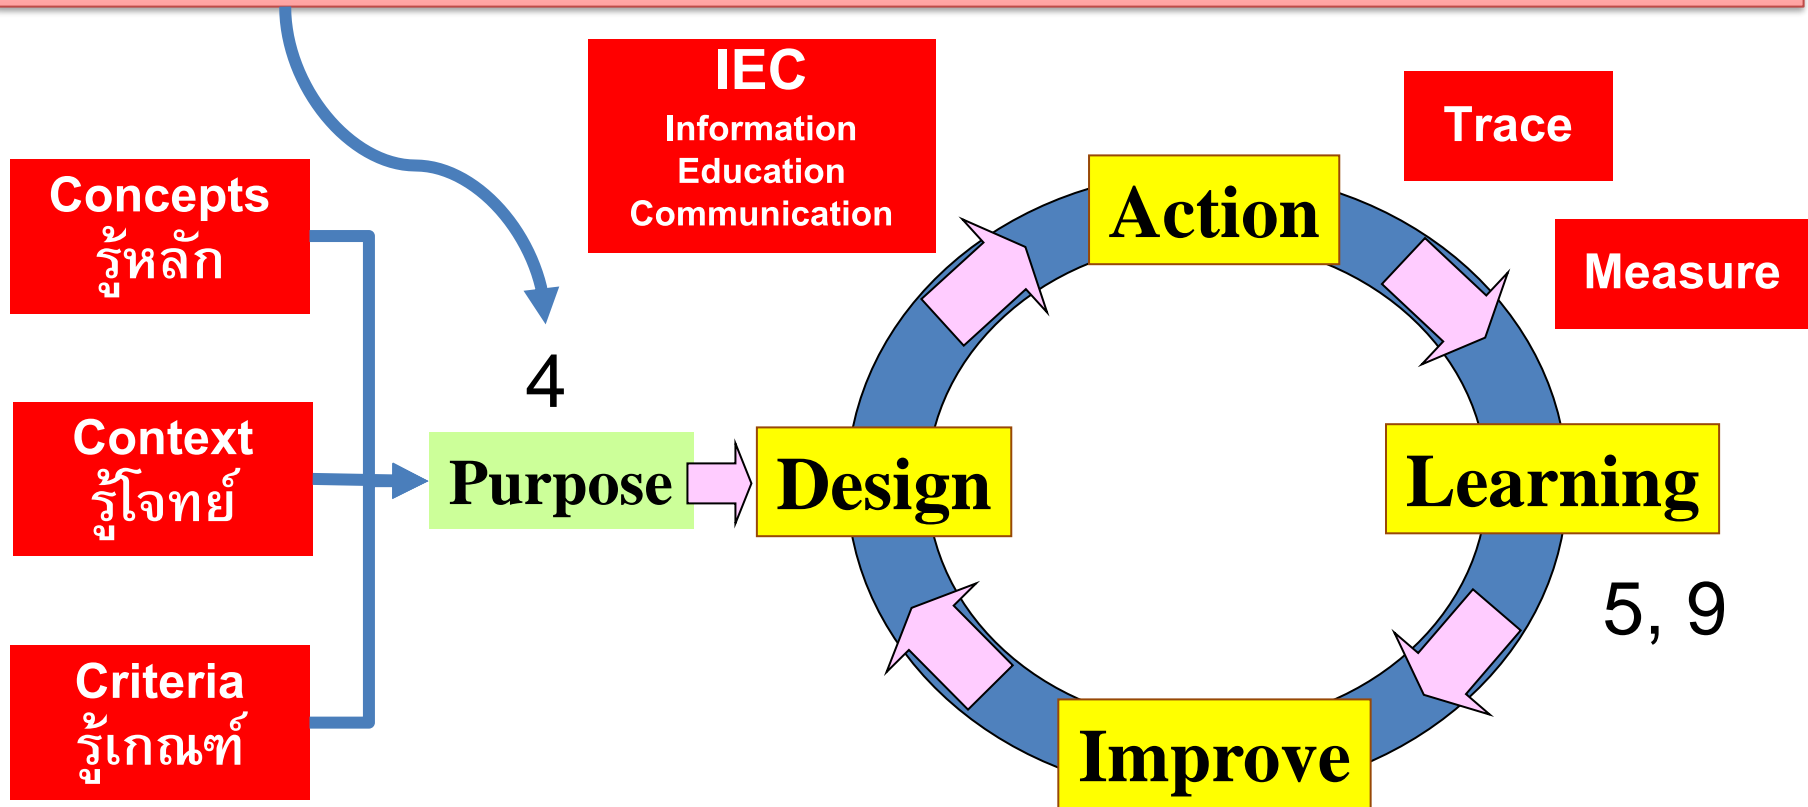 IEC
Information
Education
Communication
Trace
Concepts
รู้หลัก
Action
Measure
4
Context
รู้โจทย์
Purpose
Design
Learning
5, 9
Criteria
รู้เกณฑ์
Improve